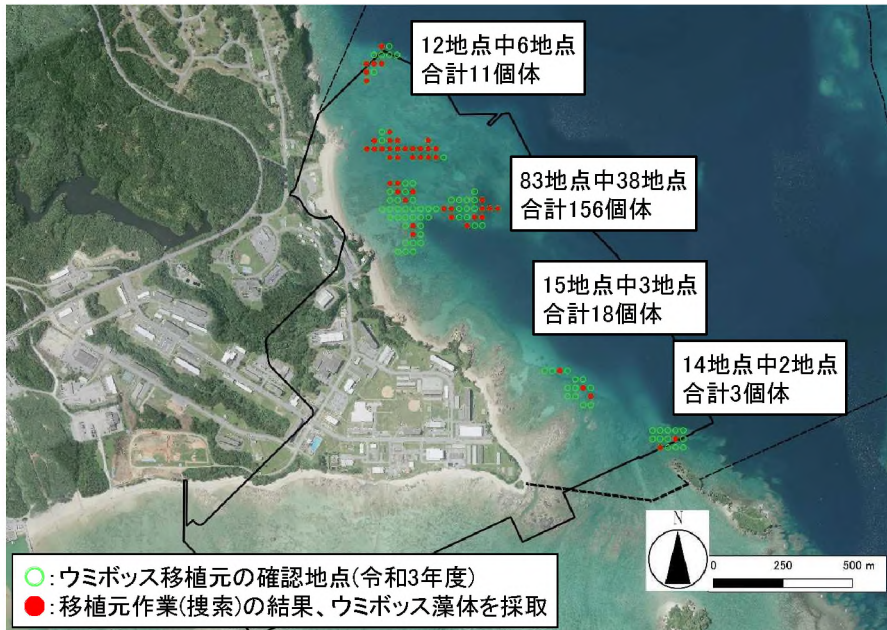 12地点中6地点
合計11個体
83地点中38地点
合計156個体
15地点中3地点
合計18個体
14地点中2地点
合計3個体
N
0 250 500 m
○:ウミボッス移植元の確認地点(令和3年度)
●:移植元作業(捜索)の結果、ウミボッス藻体を採取